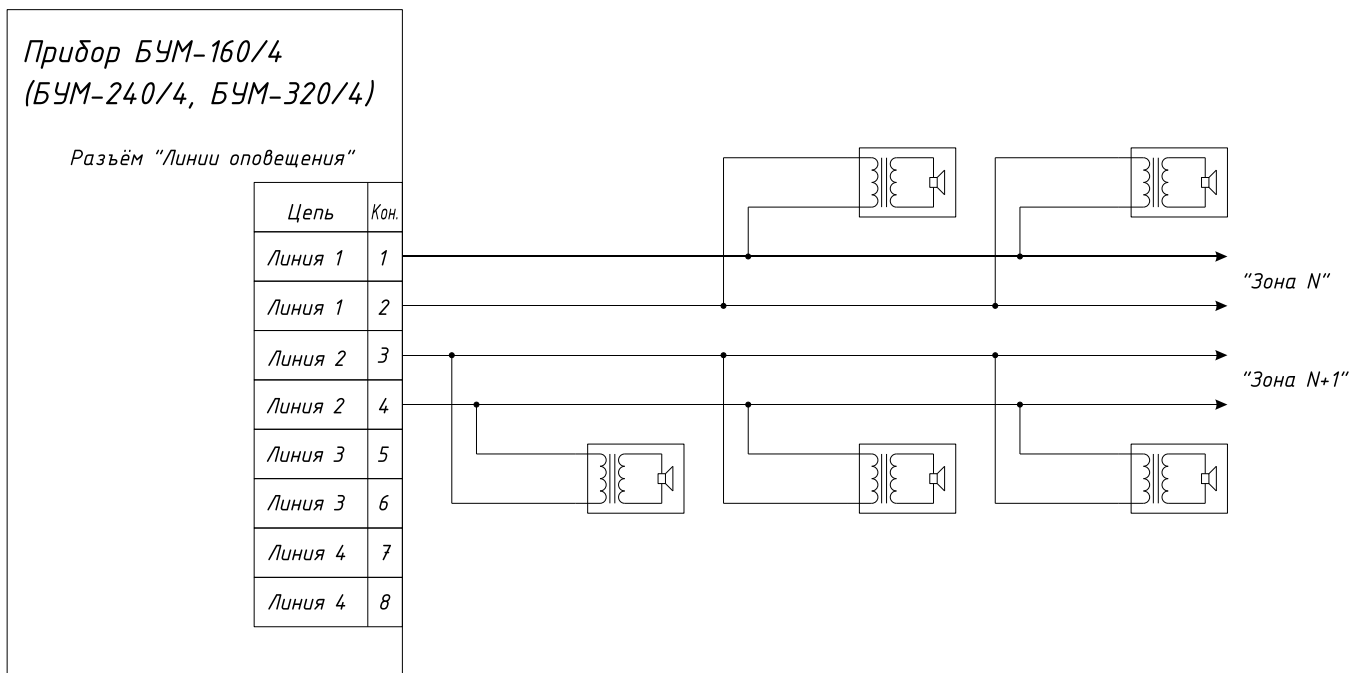 Прибор БУМ-160/4
(БУМ-240/4, БУМ-320/4)
Разъём "Линии оповещения"
Цепь Кон.
Линия 1 1
Линия 1 2
Линия 2 3
Линия 2 4
Линия 3 5
Линия 3 6
Линия 4 7
Линия 4 8
"Зона N"
"Зона N+1"